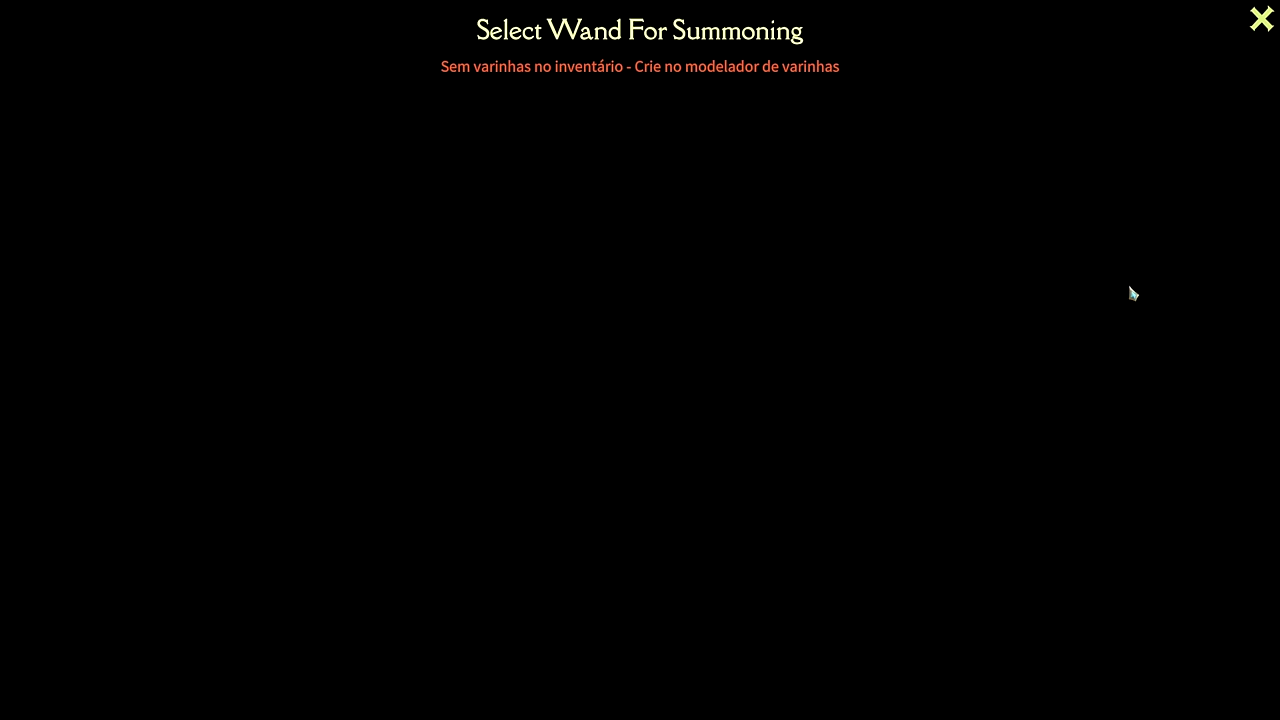 Select Wand For Summoning
Sem varinhas no inventário - Crie no modelador de varinhas